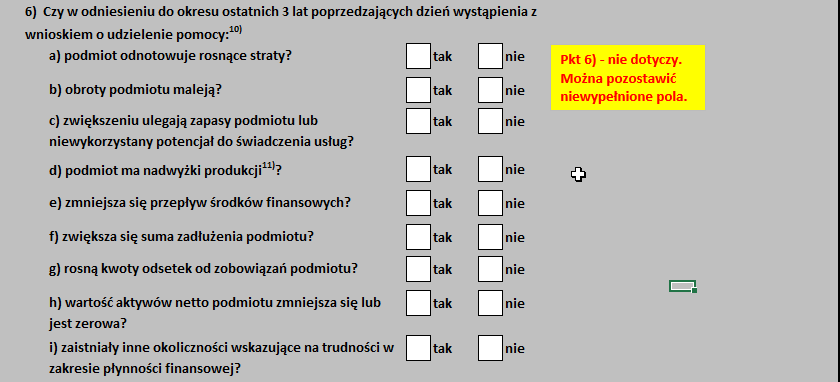 6) Czy w odniesieniu do okresu ostatnich 3 lat poprzedzających dzień wystąpienia z
wnioskiem o udzielenie pomocy:10)
a) podmiot odnotowuje rosnące straty? tak nie
Pkt 6) - nie dotyczy.
Można pozostawić
niewypełnione pola.
b) obroty podmiotu maleją? tak nie
c) zwiększeniu ulegają zapasy podmiotu lub tak nie
niewykorzystany potencjał do świadczenia usług?
d) podmiot ma nadwyżki produkcji11)? tak nie
e) zmniejsza się przepływ środków finansowych? tak nie
f) zwiększa się suma zadłużenia podmiotu? tak nie
g) rosną kwoty odsetek od zobowiązań podmiotu? tak nie
h) wartość aktywów netto podmiotu zmniejsza się lub tak nie
jest zerowa?
i) zaistniały inne okoliczności wskazujące na trudności w tak nie
zakresie płynności finansowej?